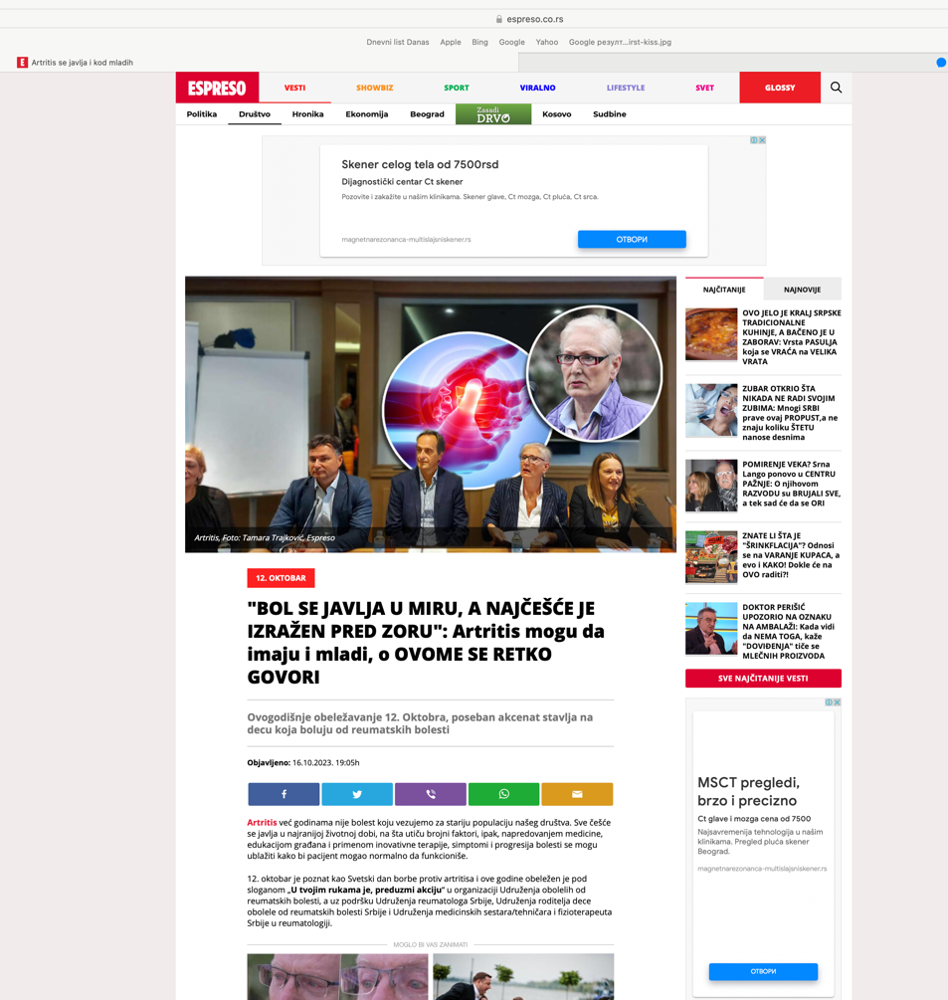 espreso.co.rs
Dnevni list Danas Apple Bing Google Yahoo Google резулт...irst-kiss.jpg
E Artritis se javlja i kod mladih
ESPRESO VESTI SHOWBIZ SPORT VIRALNO LIFESTYLE SVET GLOSSY
Politika Društvo Hronika Ekonomija Beograd Zasadi DRVO Kosovo Sudbine
Skener celog tela od 7500rsd
Dijagnostički centar Ct skener
Pozovite i zakažite u našim klinikama. Skener glave, Ct mozga, Ct pluća, Ct srca.
magnetnarezonanca-multislajsniskener.rs ОТВОРИ
Artritis, Foto: Tamara Trajković, Espreso
12. OKTOBAR
"BOL SE JAVLJA U MIRU, A NAJČEŠĆE JE
IZRAŽEN PRED ZORU": Artritis mogu da
imaju i mladi, o OVOME SE RETKO
GOVORI
Ovogodišnje obeležavanje 12. Oktobra, poseban akcenat stavlja na
decu koja boluju od reumatskih bolesti
Objavljeno: 16.10.2023. 19:05h
Artritis već godinama nije bolest koju vezujemo za stariju populaciju našeg društva. Sve češće
se javlja u najranijoj životnoj dobi, na šta utiču brojni faktori, ipak, napredovanjem medicine,
edukacijom građana i primenom inovativne terapije, simptomi i progresija bolesti se mogu
ublažiti kako bi pacijent mogao normalno da funkcioniše.
12. oktobar je poznat kao Svetski dan borbe protiv artritisa i ove godine obeležen je pod
sloganom „U tvojim rukama je, preduzmi akciju“ u organizaciji Udruženja obolelih od
reumatskih bolesti, a uz podršku Udruženja reumatologa Srbije, Udruženja roditelja dece
obolele od reumatskih bolesti Srbije i Udruženja medicinskih sestara/tehničara i fizioterapeuta
Srbije u reumatologiji.
MOGLO BI VAS ZANIMATI
NAJČITANIJE NAJNOVIJE
OVO JELO JE KRALJ SRPSKE
TRADICIONALNE
KUHINJE, A BAČENO JE U
ZABORAV: Vrsta PASULJA
koja se VRAĆA na VELIKA
VRATA
ZUBAR OTKRIO ŠTA
NIKADA NE RADI SVOJIM
ZUBIMA: Mnogi SRBI
prave ovaj PROPUST,a ne
znaju koliku ŠTETU
nanose desnima
POMIRENJE VEKA? Srna
Lango ponovo u CENTRU
PAŽNJE: O njihovom
RAZVODU su BRUJALI SVE,
a tek sad će da se ORI
ZNATE LI ŠTA JE
"ŠRINKFLACIJA"? Odnosi
se na VARANJE KUPACA, a
evo i KAKO! Dokle će na
OVO raditi?!
DOKTOR PERIŠIĆ
UPOZORIO NA OZNAKU
NA AMBALAŽI: Kada vidi
da NEMA TOGA, kaže
"DOVIĐENJA" tiče se
MLEČNIH PROIZVODA
SVE NAJČITANIJE VESTI
MSCT pregledi,
brzo i precizno
Ct glave i mozga cena od 7500
Najsavremenija tehnologija u našim
klinikama. Pregled pluća skener
Beograd.
magnetnarezonanca-multislajsniskener.rs
ОТВОРИ